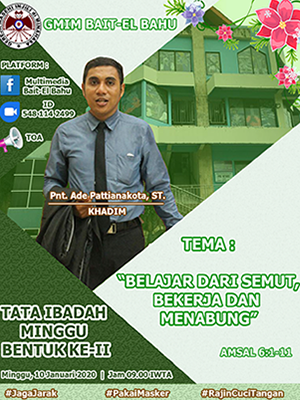 GMIM BAIT-EL BAHU
PLATFORM :
Multimedia
Bait-El Bahu
ID
548 114 2499
TOA
Pnt. Ade Pattianakota, ST.
KHADIM
TEMA :
"BELAJAR DARI SEMUT,
BEKERJA DAN
MENABUNG"
AMSAL 6:1-11
TATA IBADAH
MINGGU
BENTUK KE-II
Minggu, 10 Januari 2020 | Jam 09.00 WITA
#JagaJarak #PakaiMasker #RajinCuciTangan